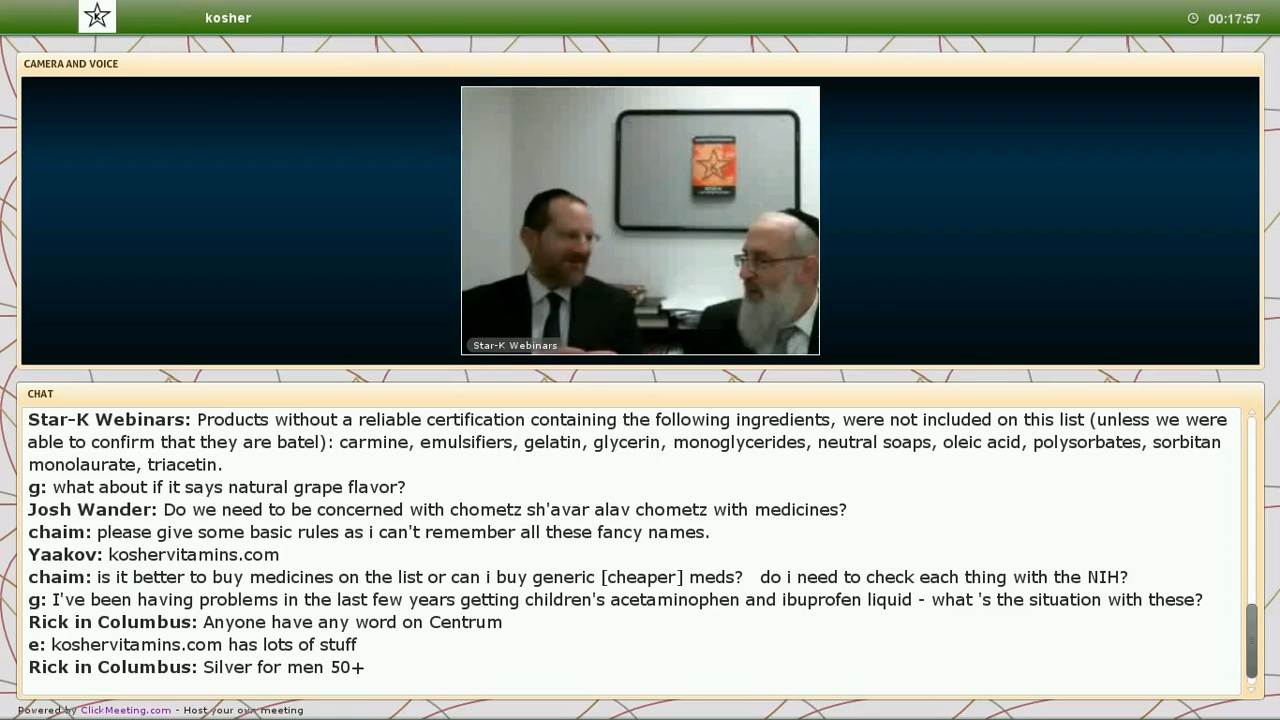 K
kosher
00:17:57
CAMERA AND VOICE
K
Star-K Webinars
CHAT
Star-K Webinars: Products without a reliable certification containing the following ingredients, were not included on this list (unless we were
able to confirm that they are batel): carmine, emulsifiers, gelatin, glycerin, monoglycerides, neutral soaps, oleic acid, polysorbates, sorbitan
monolaurate, triacetin.
g: what about if it says natural grape flavor?
Josh Wander: Do we need to be concerned with chometz sh'avar alav chometz with medicines?
chaim: please give some basic rules as i can't remember all these fancy names.
Yaakov: koshervitamins.com
chaim: is it better to buy medicines on the list or can i buy generic [cheaper] meds?   do i need to check each thing with the NIH?
g: I've been having problems in the last few years getting children's acetaminophen and ibuprofen liquid - what 's the situation with these?
Rick in Columbus: Anyone have any word on Centrum
e: koshervitamins.com has lots of stuff
Rick in Columbus: Silver for men 50+
Powered by ClickMeeting.com - Host your own meeting